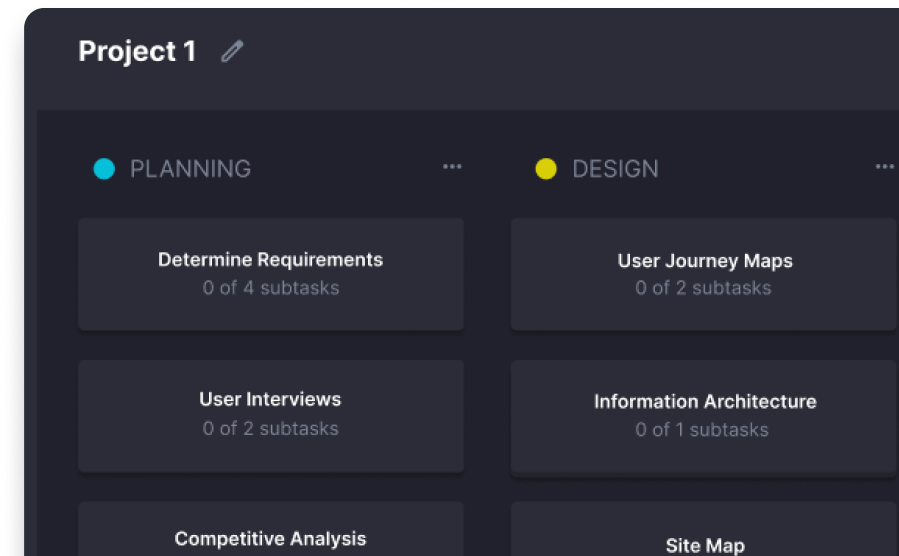 Project 1
PLANNING
Determine Requirements
0 of 4 subtasks
User Interviews
0 of 2 subtasks
Competitive Analysis
DESIGN
User Journey Maps
0 of 2 subtasks
Information Architecture
0 of 1 subtasks
Site Map